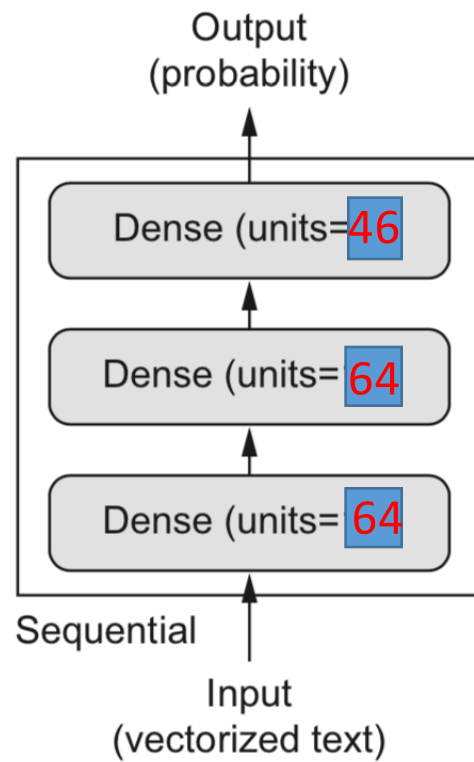 Output
(probability)
Dense (units=46
Dense (units=64
Dense (units=64
Sequential
Input
(vectorized text)